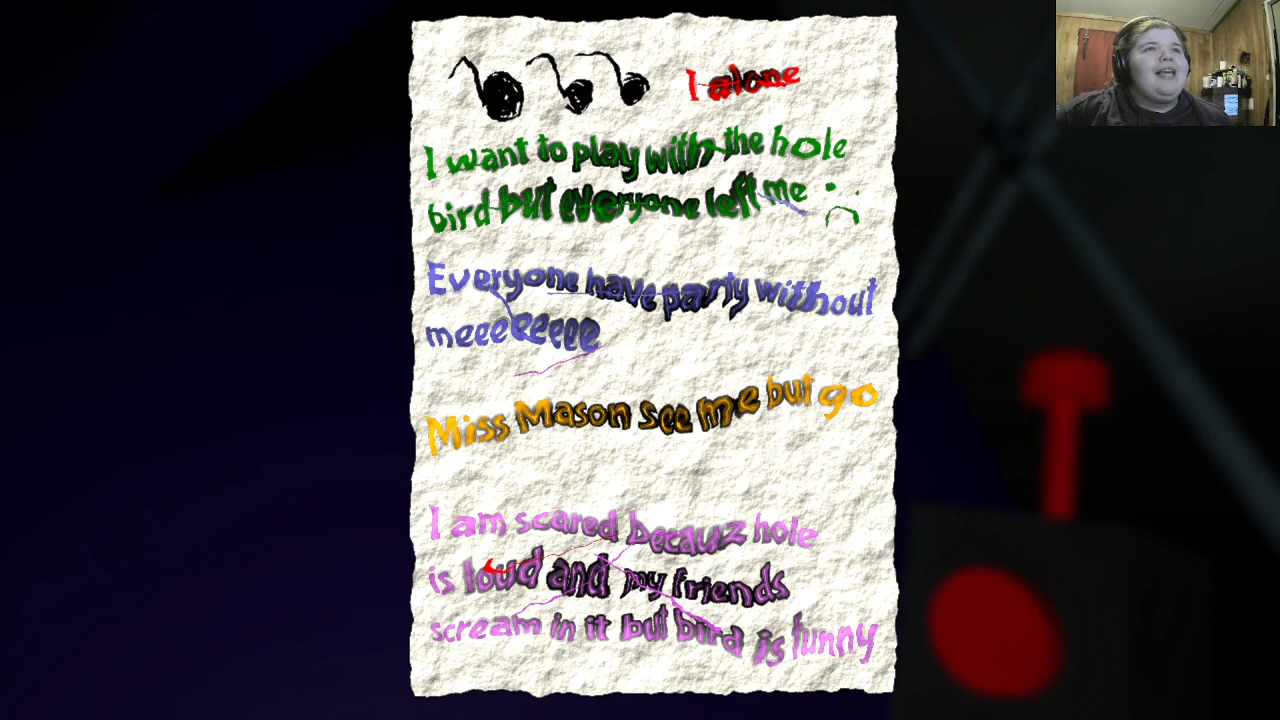 I alone
I want to play with the hole
bird but everyone left me :(
Everyone have party without
meeeeeeee
Miss Mason see me but go
I am scared becauz hole
is loud and my friends
scream in it but bird is funny